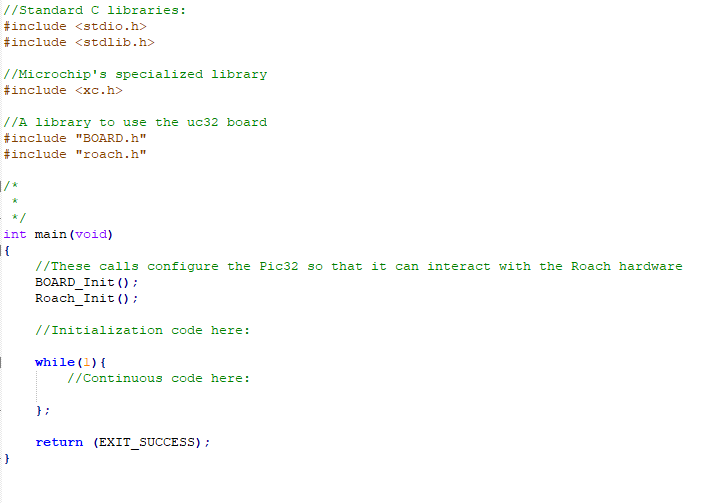 //Standard C libraries:
#include <stdio.h>
#include <stdlib.h>

//Microchip's specialized library
#include <xc.h>

//A library to use the uc32 board
#include "BOARD.h"
#include "roach.h"

/*
 *
 */
int main(void)
{
    //These calls configure the Pic32 so that it can interact with the Roach hardware
    BOARD_Init();
    Roach_Init();

    //Initialization code here:

    while(1){
        //Continuous code here:

    };

    return (EXIT_SUCCESS);
}